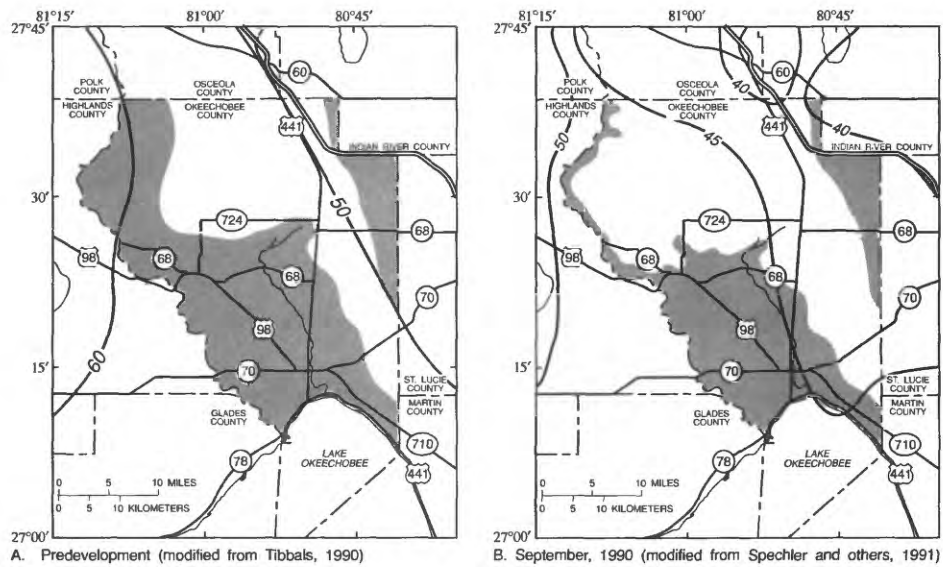 81°15'
81°00'
80°45'
27°45'
60
POLK
COUNTY
OSCEOLA
COUNTY
HIGHLANDS
COUNTY
OKEECHOBEE
COUNTY
441
INDIAN RIVER COUNTY
50
30'
724
68
98
68
68
70
98
60
15'
70
ST. LUCIE
COUNTY
MARTIN
COUNTY
GLADES
COUNTY
710
78
LAKE
OKEECHOBEE
441
0 5 10 MILES
0 5 10 KILOMETERS
27°00'
A. Predevelopment (modified from Tibbals, 1990)
81°15'
81°00'
80°45'
27°45'
60
POLK
COUNTY
OSCEOLA
COUNTY
40
HIGHLANDS
COUNTY
OKEECHOBEE
COUNTY
441
40
50
45
INDIAN RIVER COUNTY
30'
724
68
98
68
68
70
98
15'
70
ST. LUCIE
COUNTY
MARTIN
COUNTY
GLADES
COUNTY
710
78
LAKE
OKEECHOBEE
441
0 5 10 MILES
0 5 10 KILOMETERS
27°00'
B. September, 1990 (modified from Spechler and others, 1991)